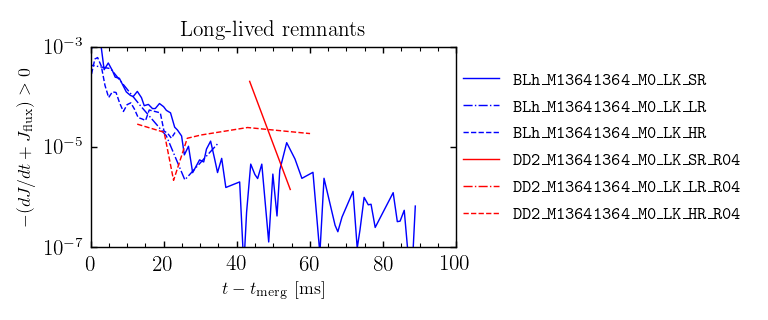 Long-lived remnants
−(dJ/dt + J_flux) > 0
10^−3
10^−5
10^−7
0 20 40 60 80 100
t − t_merg [ms]
BLh_M13641364_M0_LK_SR
BLh_M13641364_M0_LK_LR
BLh_M13641364_M0_LK_HR
DD2_M13641364_M0_LK_SR_R04
DD2_M13641364_M0_LK_LR_R04
DD2_M13641364_M0_LK_HR_R04